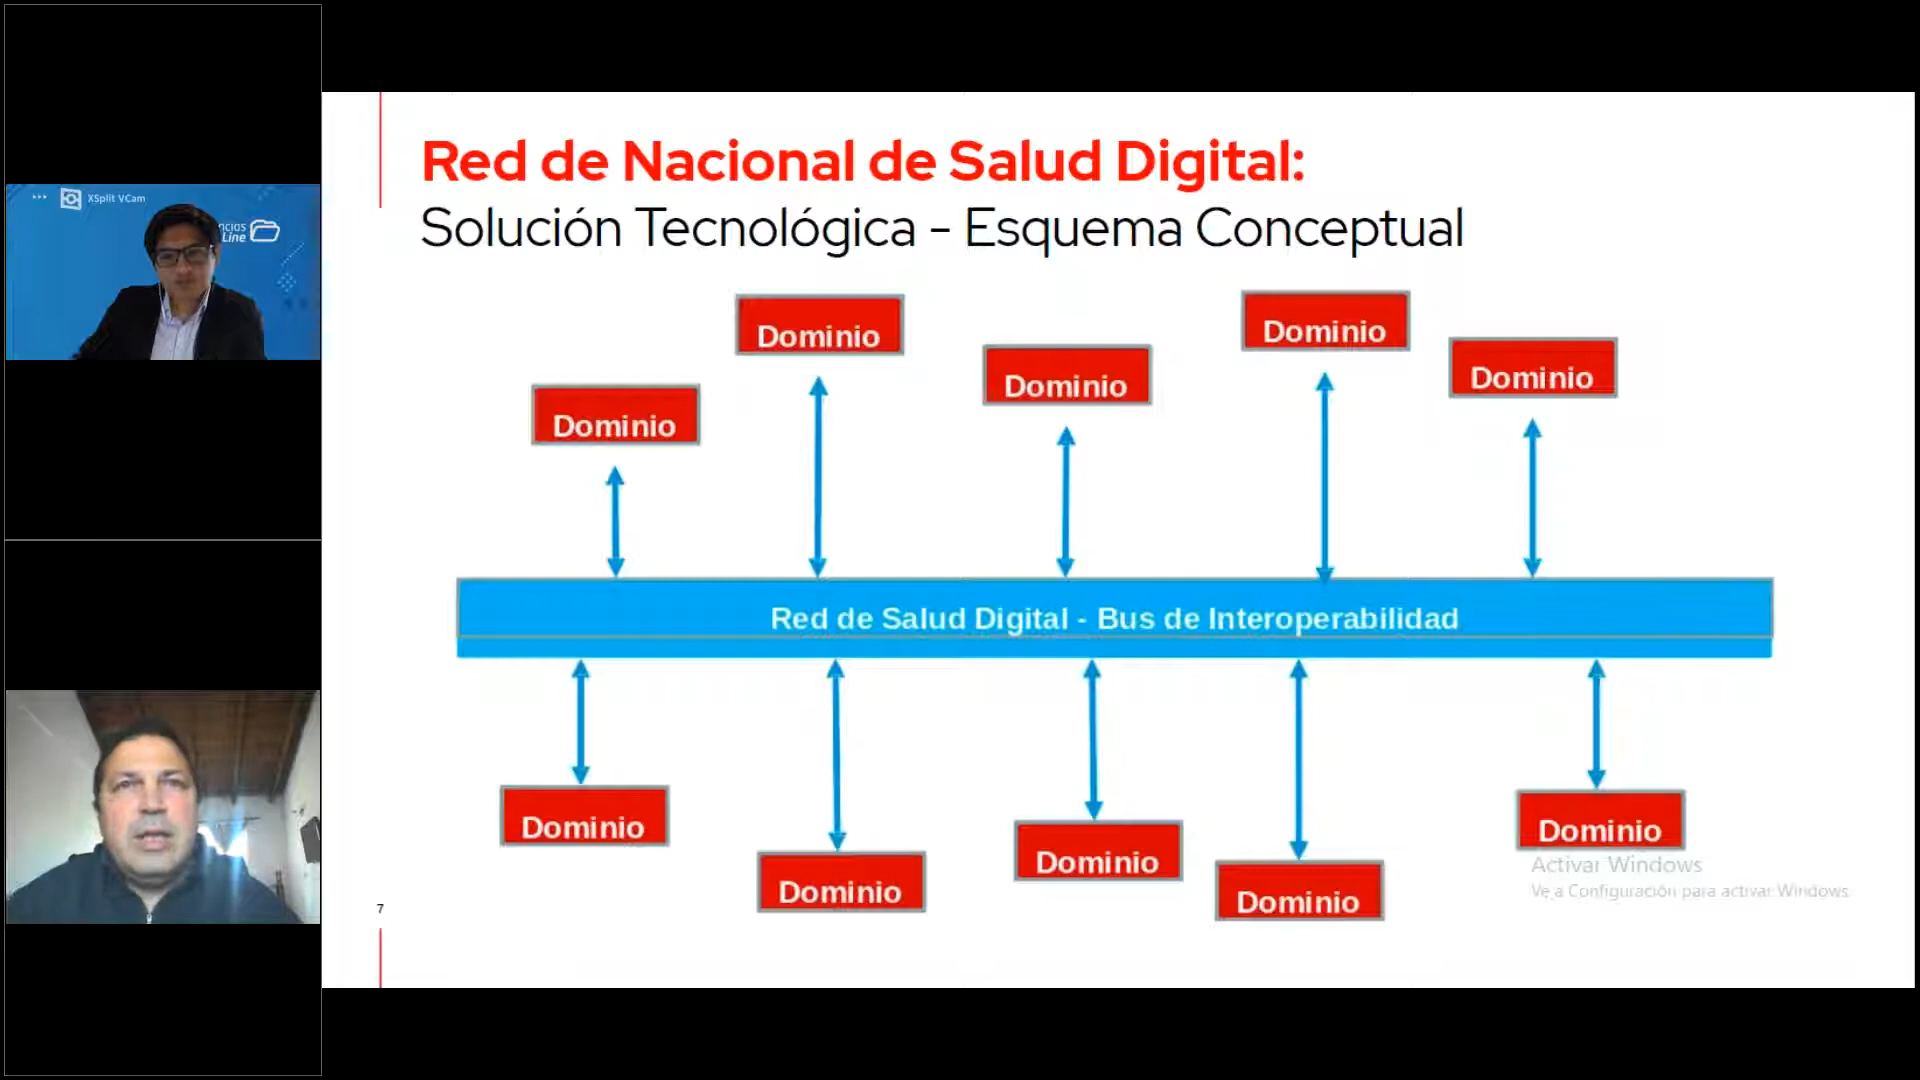 XSplit VCam
Line
Red de Nacional de Salud Digital:
Solución Tecnológica - Esquema Conceptual
Dominio
Dominio
Dominio
Dominio
Dominio
Red de Salud Digital - Bus de Interoperabilidad
Dominio
Dominio
Dominio
Dominio
Dominio
Activar Windows
Ve a Configuración para activar Windows.
7